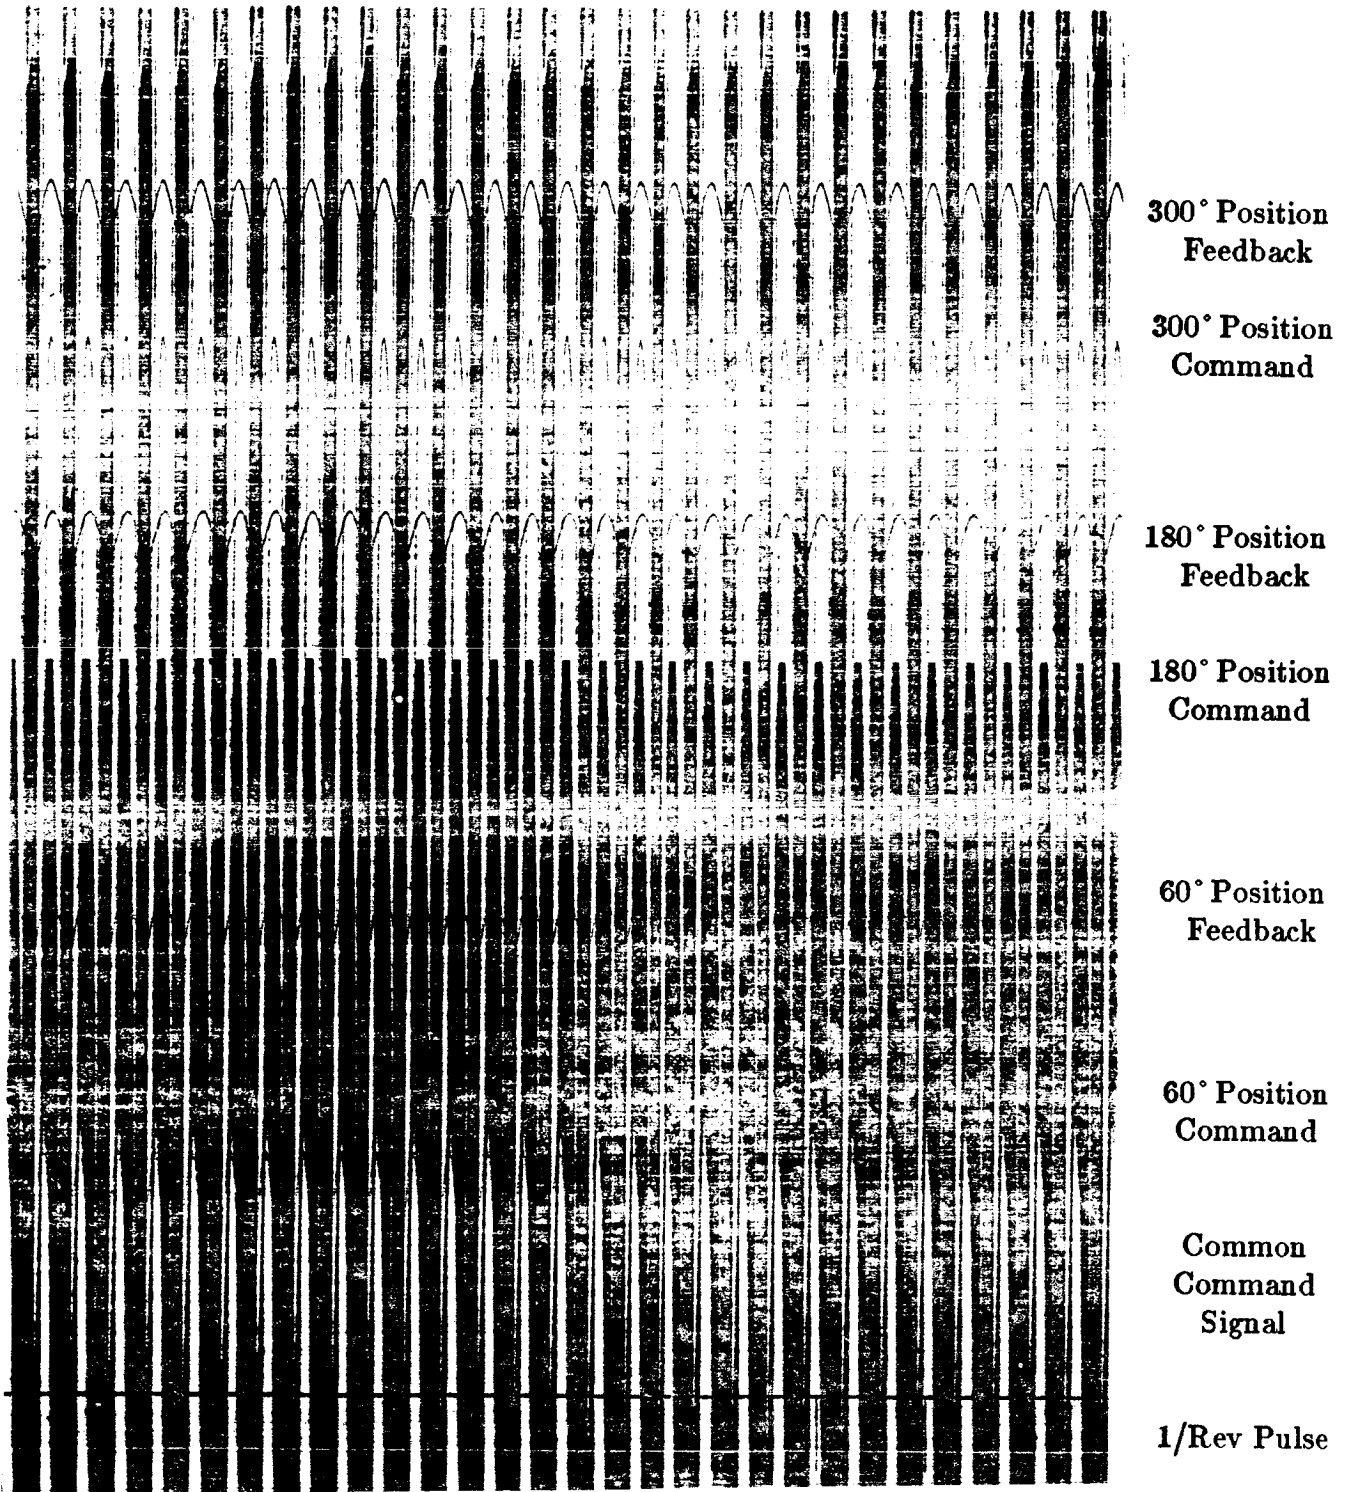 300° Position
Feedback
300° Position
Command
180° Position
Feedback
180° Position
Command
60° Position
Feedback
60° Position
Command
Common
Command
Signal
1/Rev Pulse